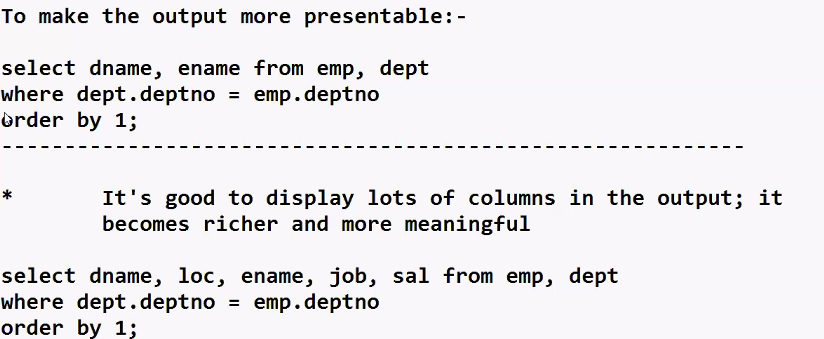 To make the output more presentable:-
select dname, ename from emp, dept
where dept.deptno = emp.deptno
order by 1;
-----------------------------------------------------------
* It's good to display lots of columns in the output; it
becomes richer and more meaningful
select dname, loc, ename, job, sal from emp, dept
where dept.deptno = emp.deptno
order by 1;